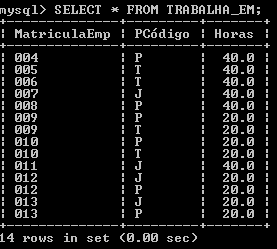 mysql> SELECT * FROM TRABALHA_EM;
MatriculaEmp | PCódigo | Horas
004 | P | 40.0
005 | T | 40.0
006 | T | 40.0
007 | J | 40.0
008 | P | 40.0
009 | P | 20.0
009 | T | 20.0
010 | P | 20.0
010 | T | 20.0
011 | J | 40.0
012 | J | 20.0
012 | P | 20.0
013 | J | 20.0
013 | P | 20.0
14 rows in set (0.00 sec)